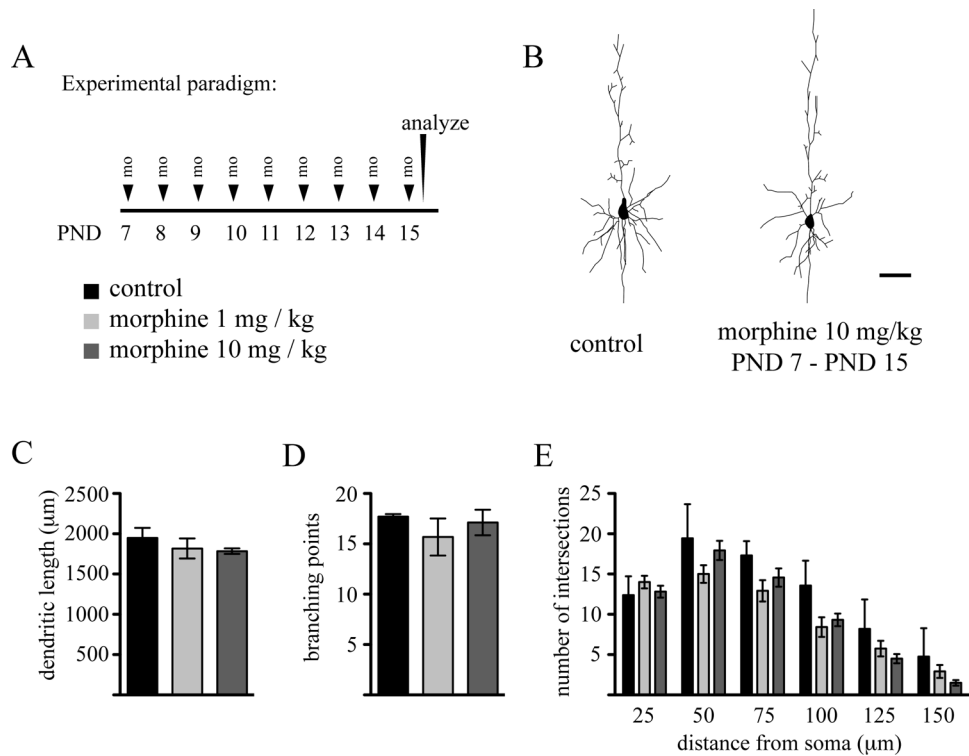 A
Experimental paradigm:
analyze
mo mo mo mo mo mo mo mo mo
PND 7 8 9 10 11 12 13 14 15
control
morphine 1 mg / kg
morphine 10 mg / kg
B
control
morphine 10 mg/kg
PND 7 - PND 15
C
dendritic length (μm)
2500
2000
1500
1000
500
D
branching points
20
15
10
5
E
number of intersections
25
20
15
10
5
25 50 75 100 125 150
distance from soma (μm)